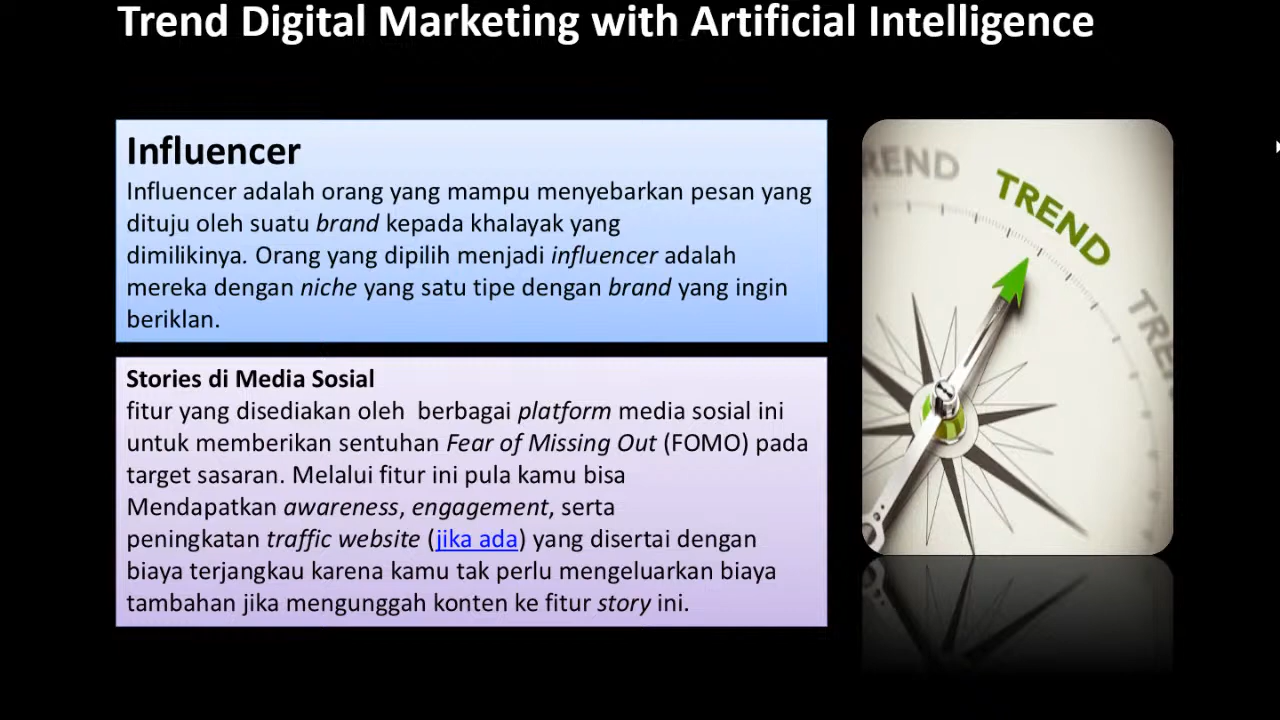 Trend Digital Marketing with Artificial Intelligence
Influencer
Influencer adalah orang yang mampu menyebarkan pesan yang
dituju oleh suatu brand kepada khalayak yang
dimilikinya. Orang yang dipilih menjadi influencer adalah
mereka dengan niche yang satu tipe dengan brand yang ingin
beriklan.
Stories di Media Sosial
fitur yang disediakan oleh  berbagai platform media sosial ini
untuk memberikan sentuhan Fear of Missing Out (FOMO) pada
target sasaran. Melalui fitur ini pula kamu bisa
Mendapatkan awareness, engagement, serta
peningkatan traffic website (jika ada) yang disertai dengan
biaya terjangkau karena kamu tak perlu mengeluarkan biaya
tambahan jika mengunggah konten ke fitur story ini.
REND
TREND
TRE